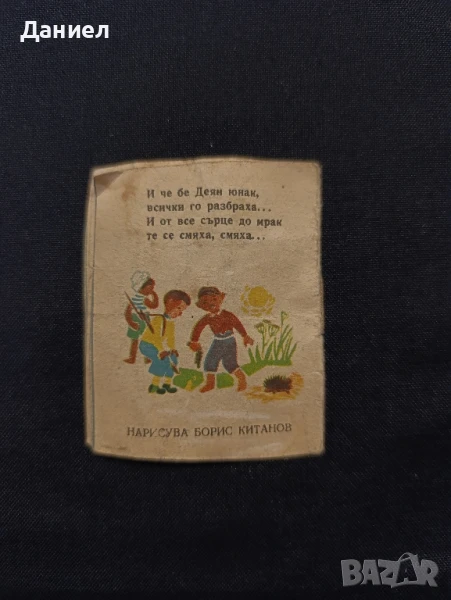 Даниел
И че бе Деян юнак,
всички го разбраха...
И от все сърце до мрак
те се смяха, смяха...
НАРИСУВА БОРИС КИТАНОВ
BAZAR